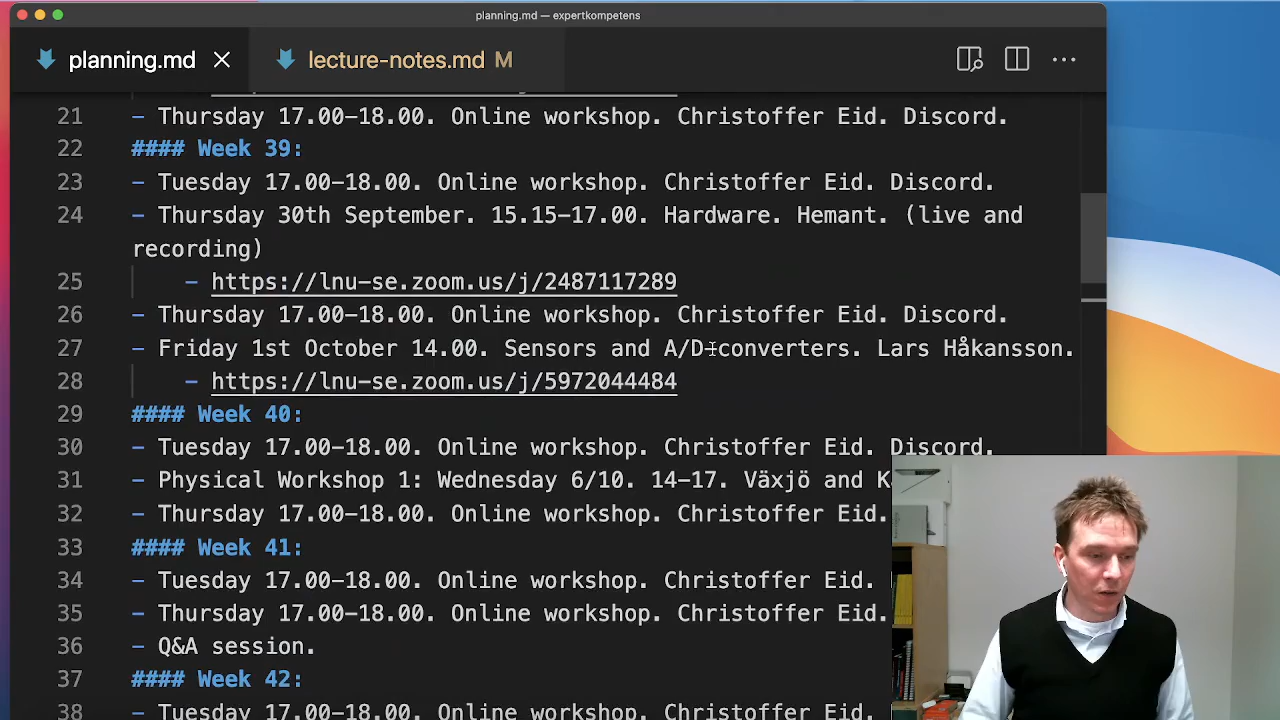 planning.md — expertkompetens
planning.md
lecture-notes.md M
21 - Thursday 17.00-18.00. Online workshop. Christoffer Eid. Discord.
22 #### Week 39:
23 - Tuesday 17.00-18.00. Online workshop. Christoffer Eid. Discord.
24 - Thursday 30th September. 15.15-17.00. Hardware. Hemant. (live and
recording)
25 - https://lnu-se.zoom.us/j/2487117289
26 - Thursday 17.00-18.00. Online workshop. Christoffer Eid. Discord.
27 - Friday 1st October 14.00. Sensors and A/D-converters. Lars Håkansson.
28 - https://lnu-se.zoom.us/j/5972044484
29 #### Week 40:
30 - Tuesday 17.00-18.00. Online workshop. Christoffer Eid. Discord.
31 - Physical Workshop 1: Wednesday 6/10. 14-17. Växjö and
32 - Thursday 17.00-18.00. Online workshop. Christoffer Eid.
33 #### Week 41:
34 - Tuesday 17.00-18.00. Online workshop. Christoffer Eid.
35 - Thursday 17.00-18.00. Online workshop. Christoffer Eid.
36 - Q&A session.
37 #### Week 42:
38 - Tuesday 17.00-18.00. Online workshop. Christoffer Eid.